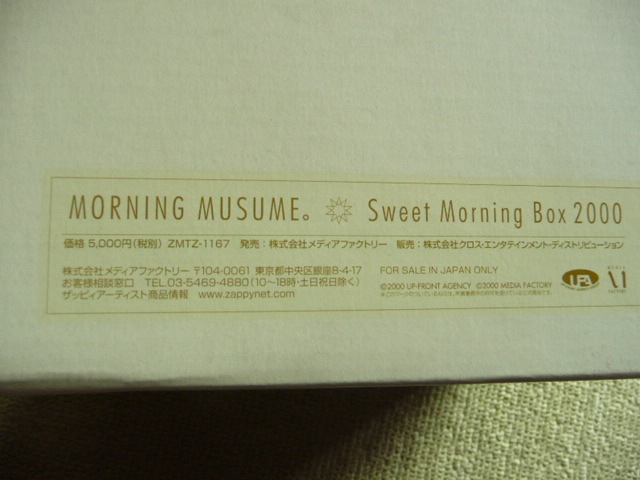 MORNING MUSUME。 Sweet Morning Box 2000
価格 5,000円(税別) ZMTZ-1167 発売:株式会社メディアファクトリー 販売:株式会社クロス・エンタテインメント・ディストリビューション
株式会社メディアファクトリー 〒104-0061 東京都中央区銀座8-4-17
お客様相談窓口 TEL.03-5469-4880(10〜18時・土日祝日除く)
ザッピィアーティスト商品情報 www.zappynet.com
FOR SALE IN JAPAN ONLY
©2000 UP-FRONT AGENCY ©2000 MEDIA FACTORY
UFA
MEDIA
FACTORY